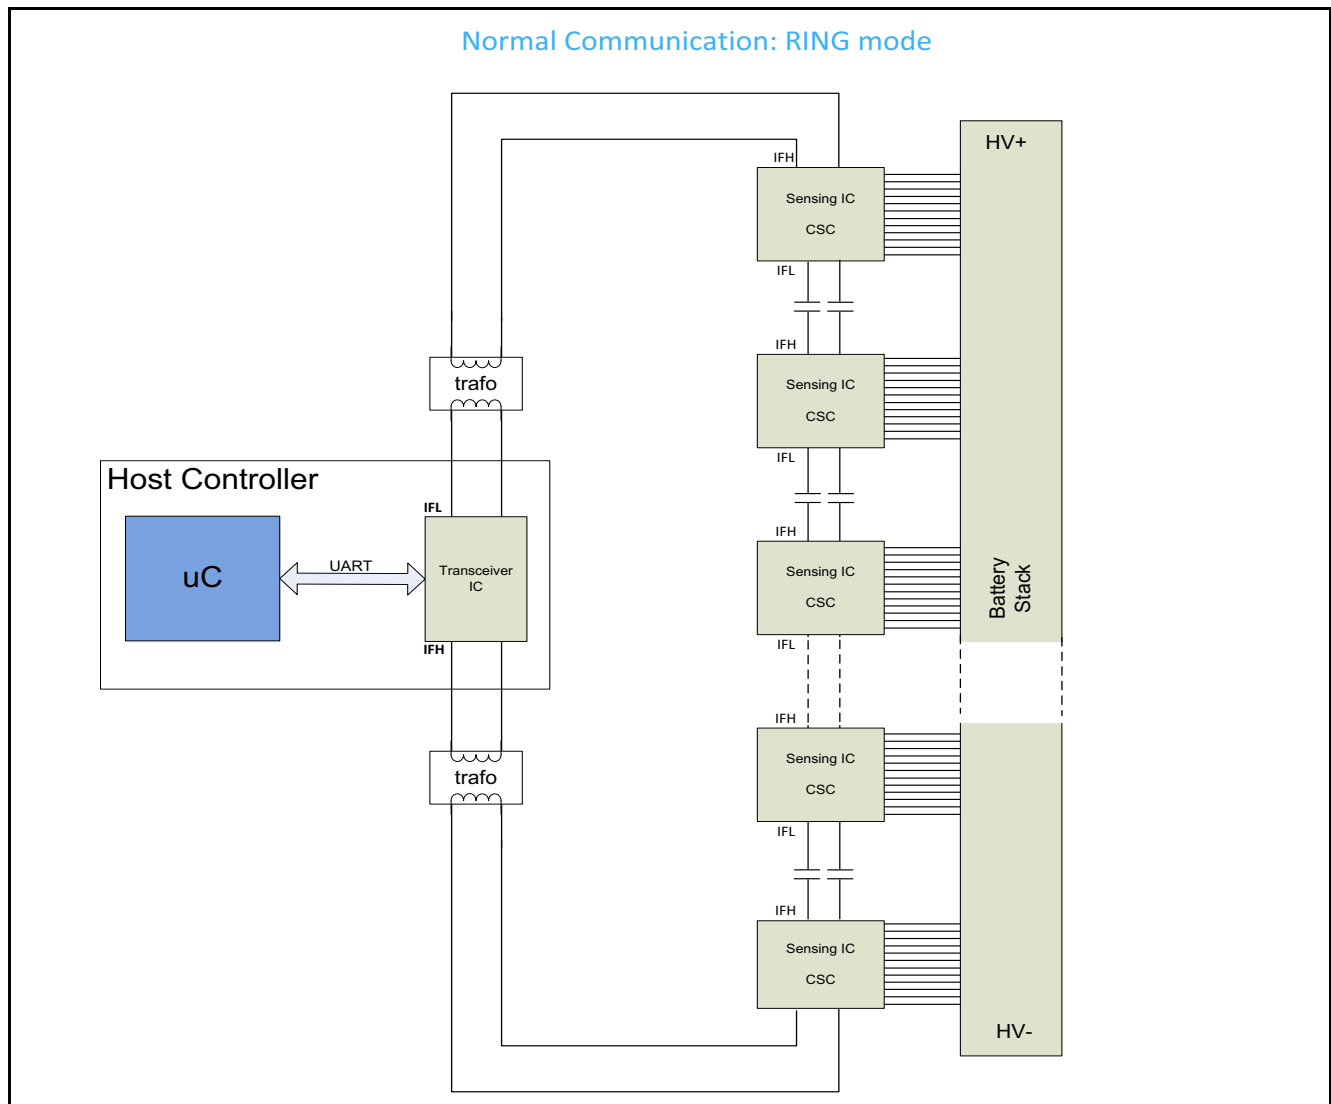 Normal Communication: RING mode
HV+
IFH
Sensing IC
CSC
IFL
IFH
trafo
Sensing IC
CSC
IFL
Host Controller
IFL
IFH
uC
UART
Transceiver
IC
Sensing IC
CSC
Battery
Stack
IFH
IFL
IFH
trafo
Sensing IC
CSC
IFL
IFH
Sensing IC
CSC
HV-